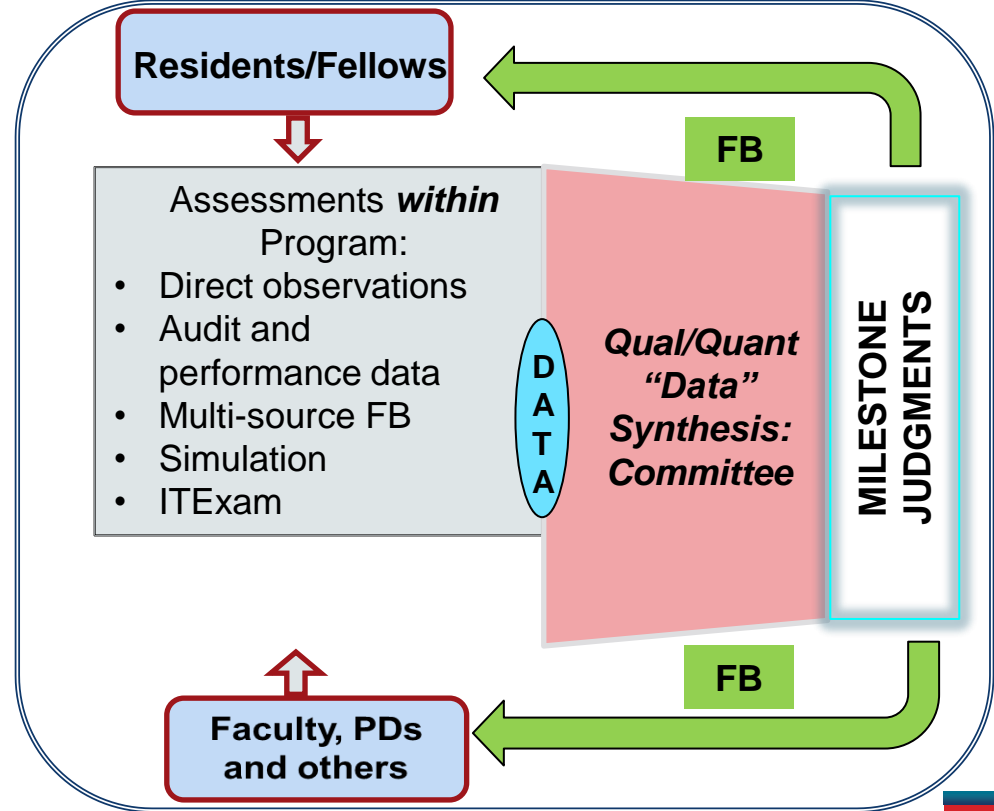 Residents/Fellows
FB
Assessments within
Program:
• Direct observations
• Audit and
performance data
• Multi-source FB
• Simulation
• ITExam
D
A
T
A
Qual/Quant
“Data”
Synthesis:
Committee
MILESTONE
JUDGMENTS
FB
Faculty, PDs
and others